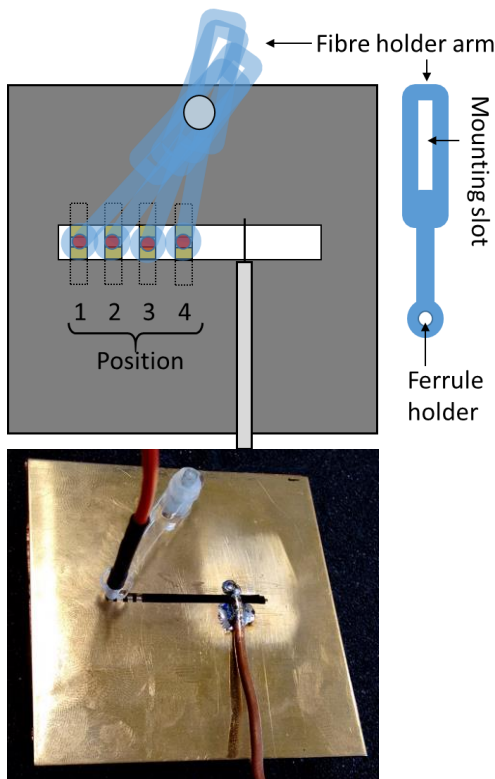 Fibre holder arm
Mounting slot
1 2 3 4
Position
Ferrule
holder